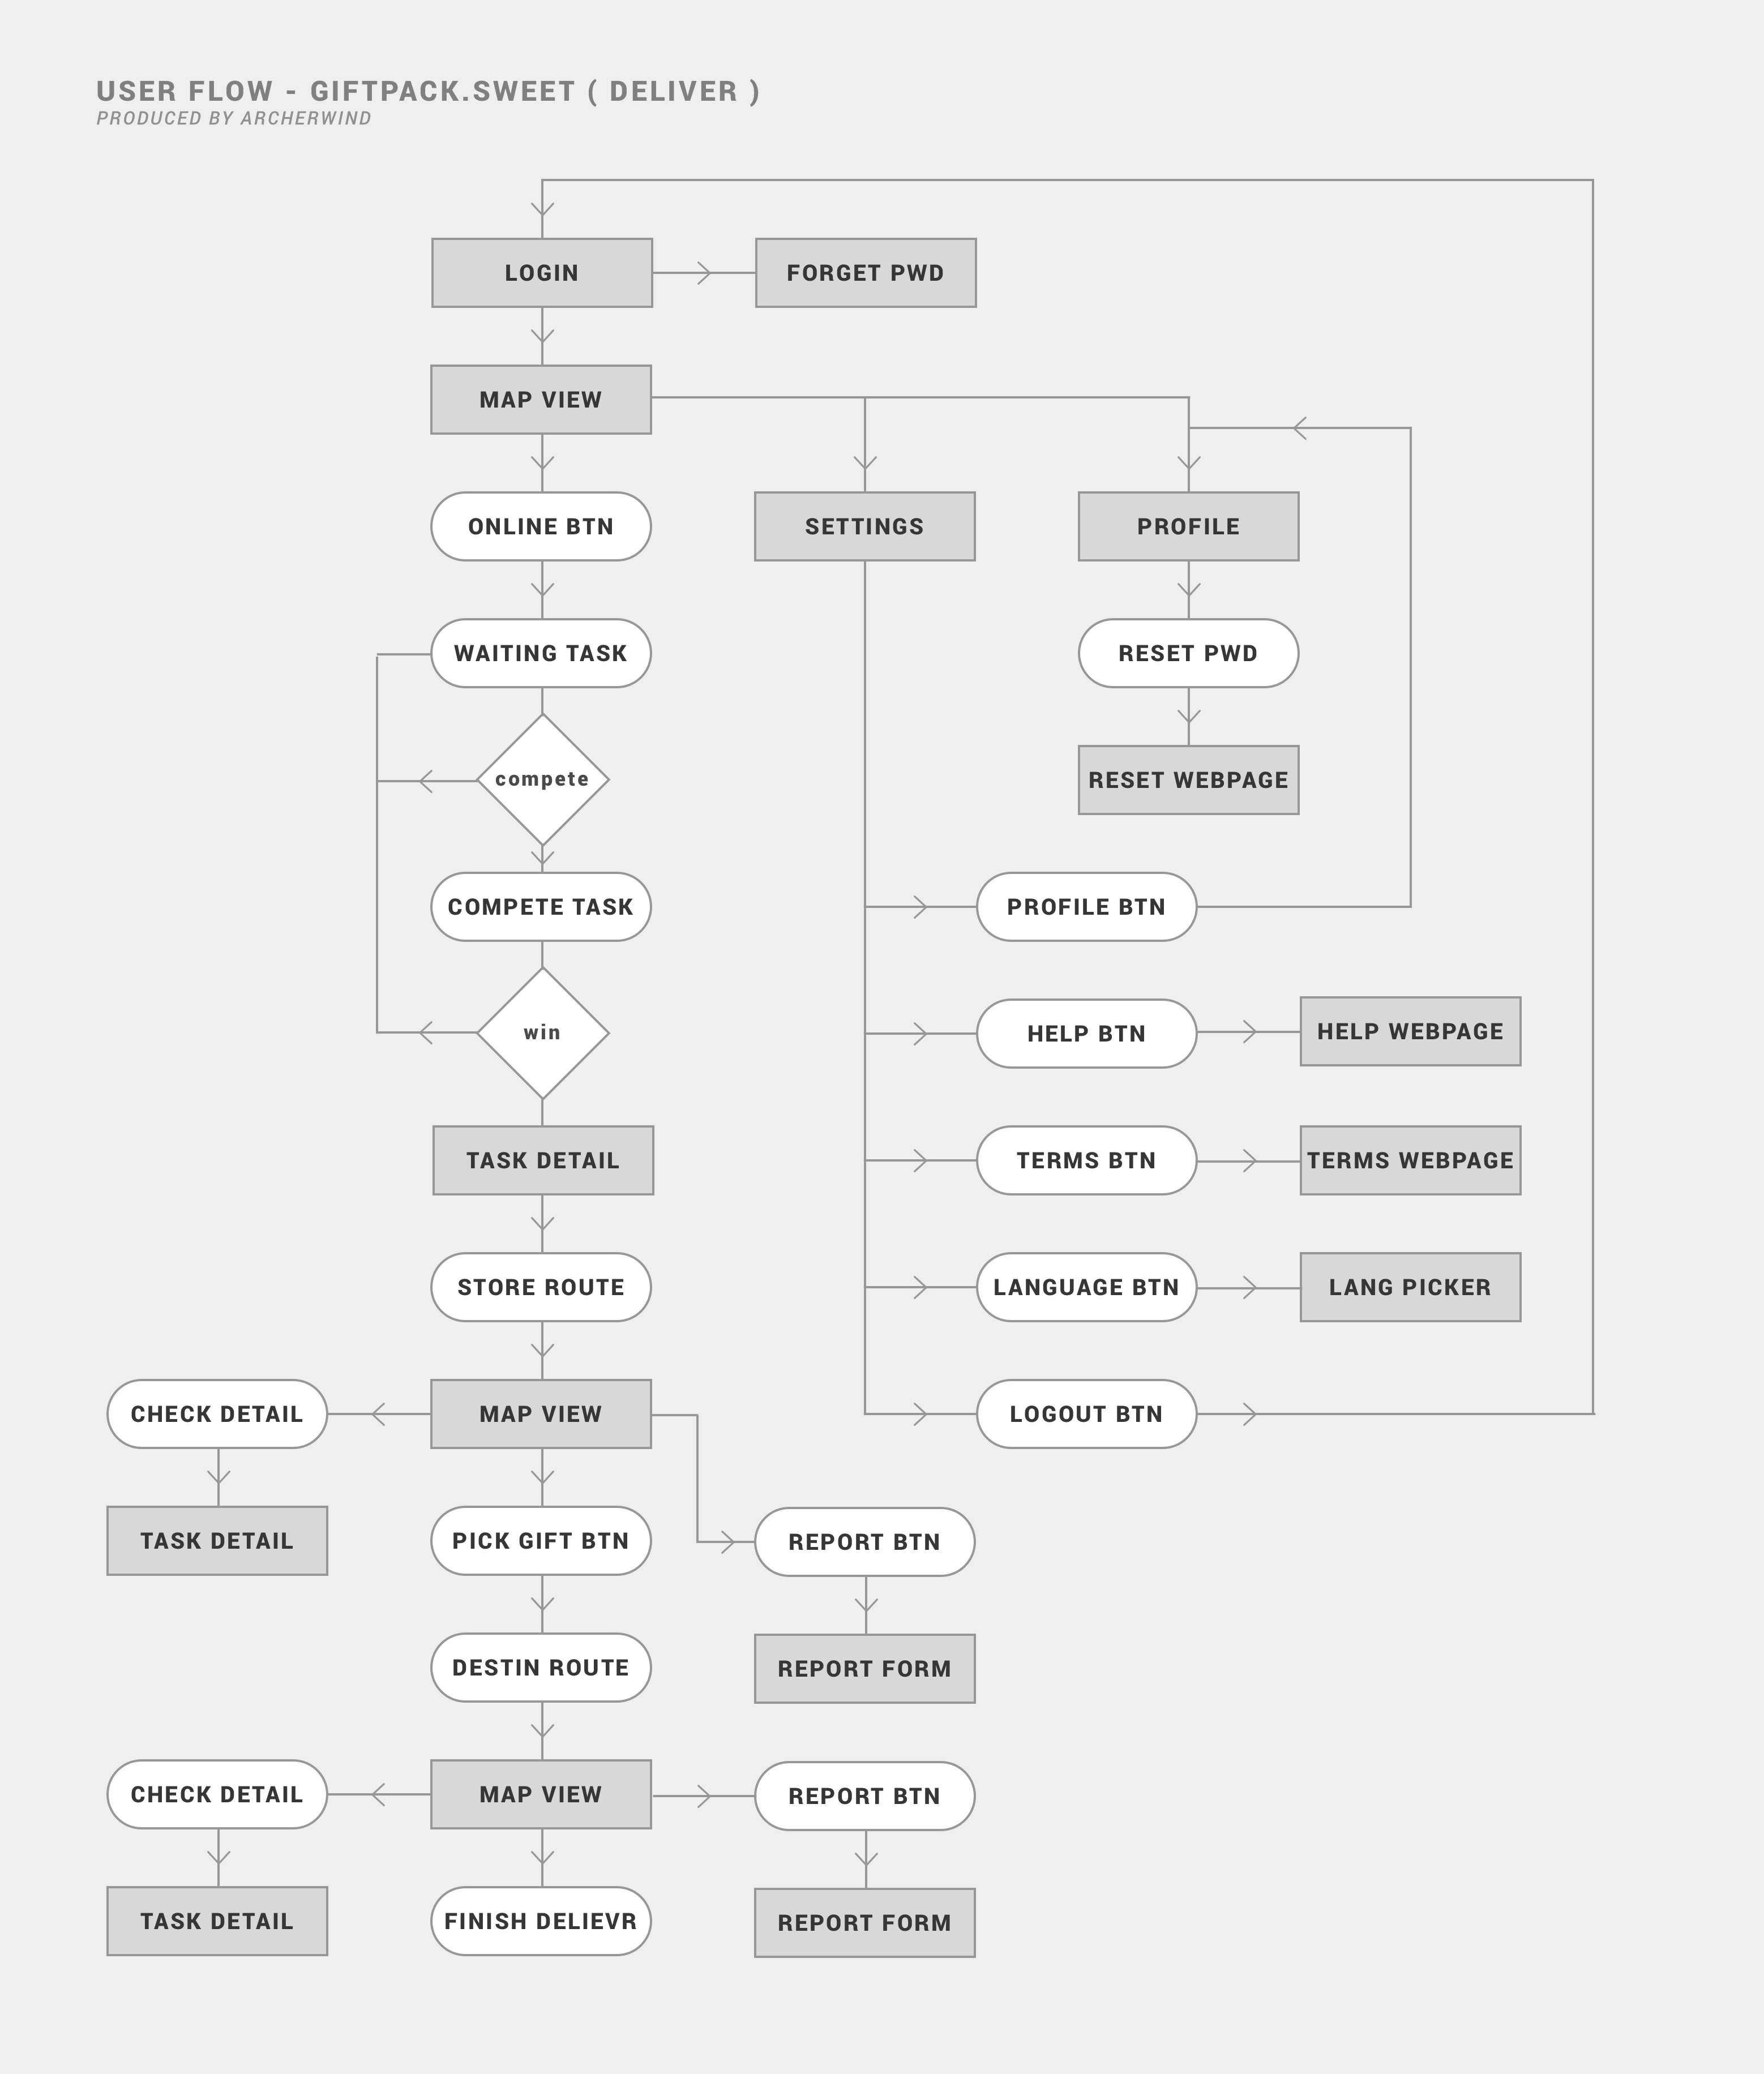 USER FLOW - GIFTPACK.SWEET ( DELIVER )
PRODUCED BY ARCHERWIND
LOGIN
FORGET PWD
MAP VIEW
ONLINE BTN
SETTINGS
PROFILE
WAITING TASK
RESET PWD
compete
RESET WEBPAGE
COMPETE TASK
PROFILE BTN
win
HELP BTN
HELP WEBPAGE
TASK DETAIL
TERMS BTN
TERMS WEBPAGE
STORE ROUTE
LANGUAGE BTN
LANG PICKER
CHECK DETAIL
MAP VIEW
LOGOUT BTN
TASK DETAIL
PICK GIFT BTN
REPORT BTN
DESTIN ROUTE
REPORT FORM
CHECK DETAIL
MAP VIEW
REPORT BTN
TASK DETAIL
FINISH DELIEVR
REPORT FORM